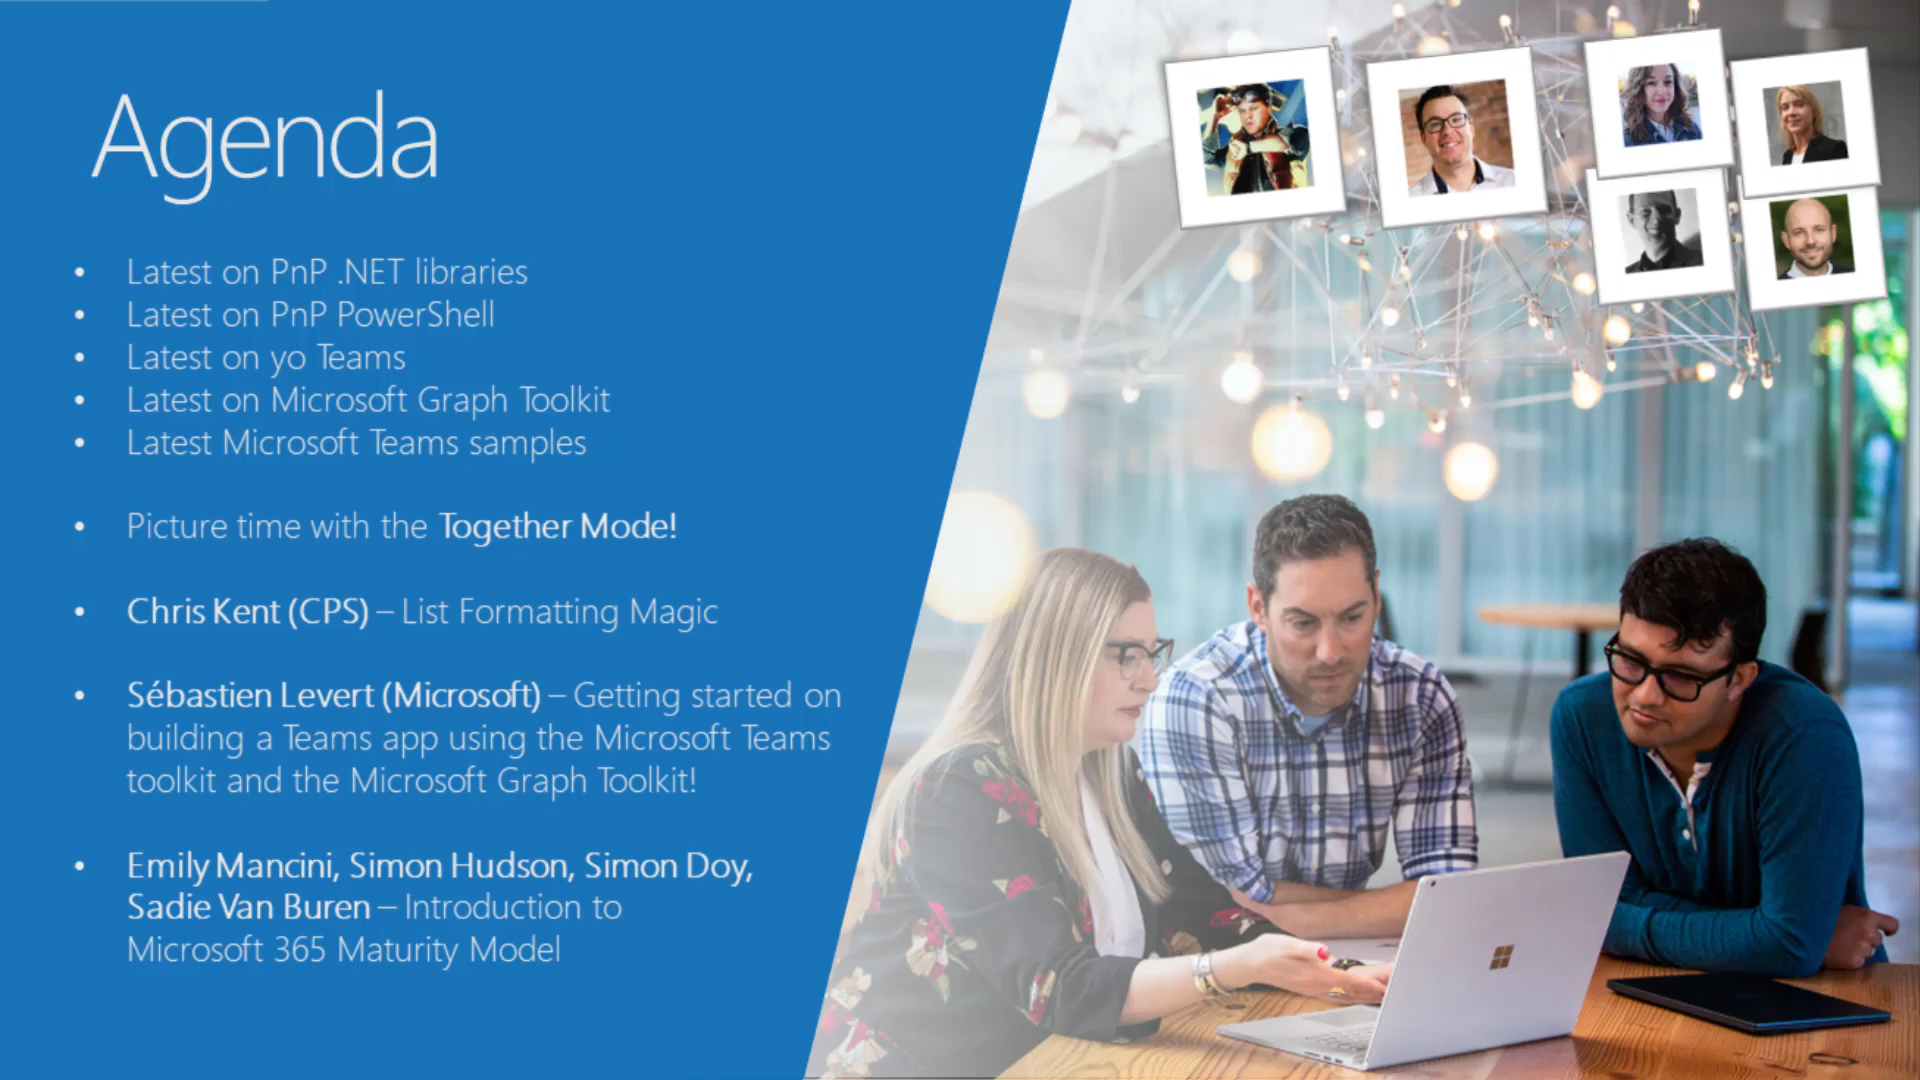 Agenda
• Latest on PnP .NET libraries
• Latest on PnP PowerShell
• Latest on yo Teams
• Latest on Microsoft Graph Toolkit
• Latest Microsoft Teams samples
• Picture time with the Together Mode!
• Chris Kent (CPS) – List Formatting Magic
• Sébastien Levert (Microsoft) – Getting started on
building a Teams app using the Microsoft Teams
toolkit and the Microsoft Graph Toolkit!
• Emily Mancini, Simon Hudson, Simon Doy,
Sadie Van Buren – Introduction to
Microsoft 365 Maturity Model